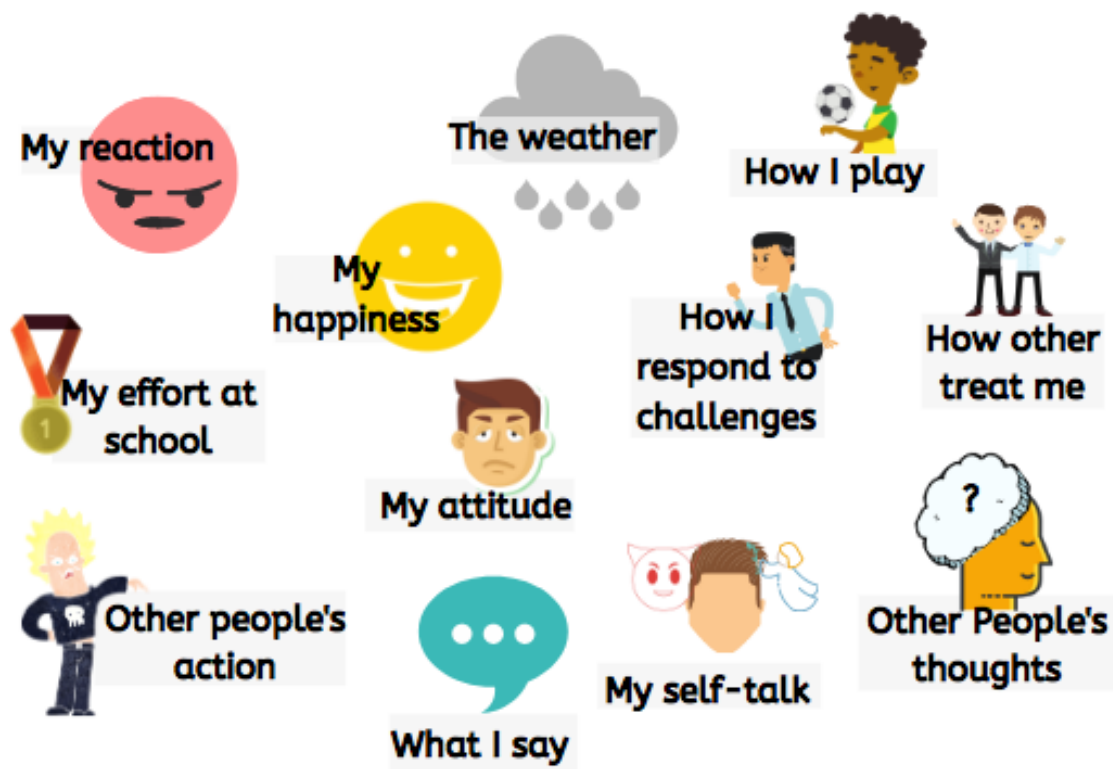 My reaction
The weather
How I play
My
happiness
How I
respond to
challenges
How other
treat me
My effort at
school
1
My attitude
?
Other people's
action
Other People's
thoughts
My self-talk
What I say